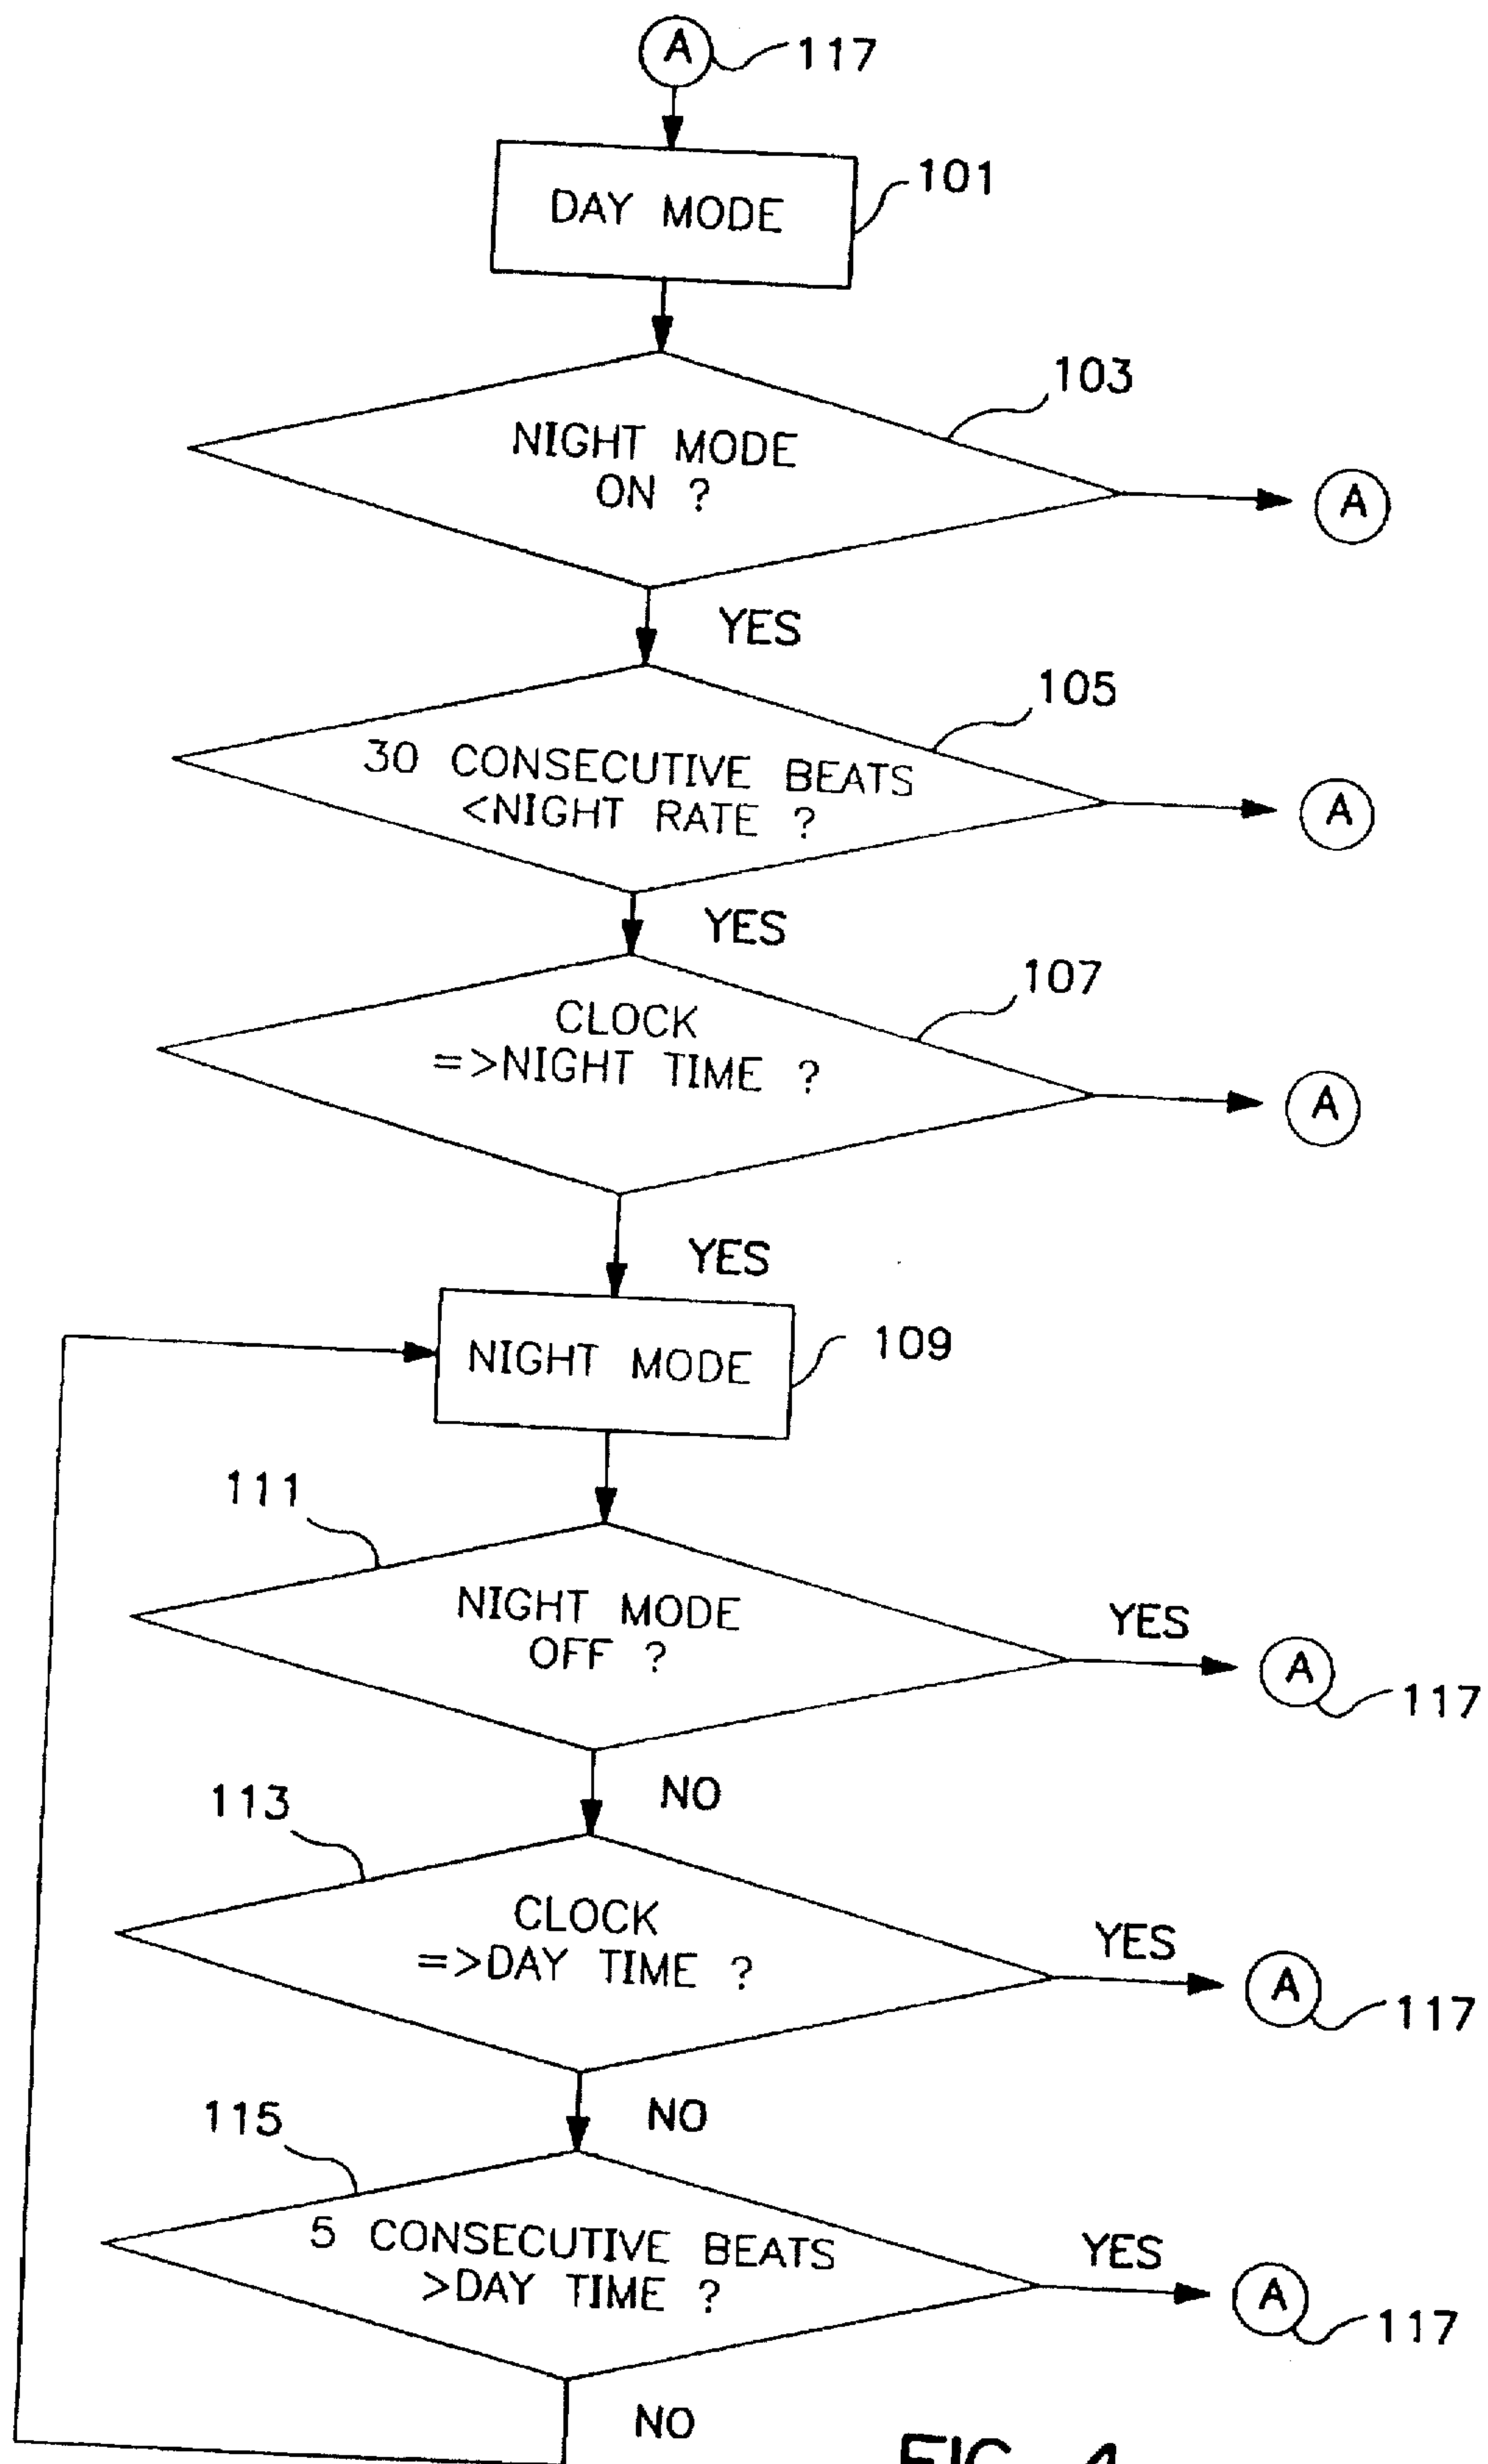 A 117
DAY MODE 101
103
NIGHT MODE
ON ?
A
YES
105
30 CONSECUTIVE BEATS
<NIGHT RATE ?
A
YES
107
CLOCK
=>NIGHT TIME ?
A
YES
NIGHT MODE 109
111
NIGHT MODE
OFF ?
YES
A
117
NO
113
CLOCK
=>DAY TIME ?
YES
A
117
NO
115
5 CONSECUTIVE BEATS
>DAY TIME ?
YES
A
117
NO
FIG. 4